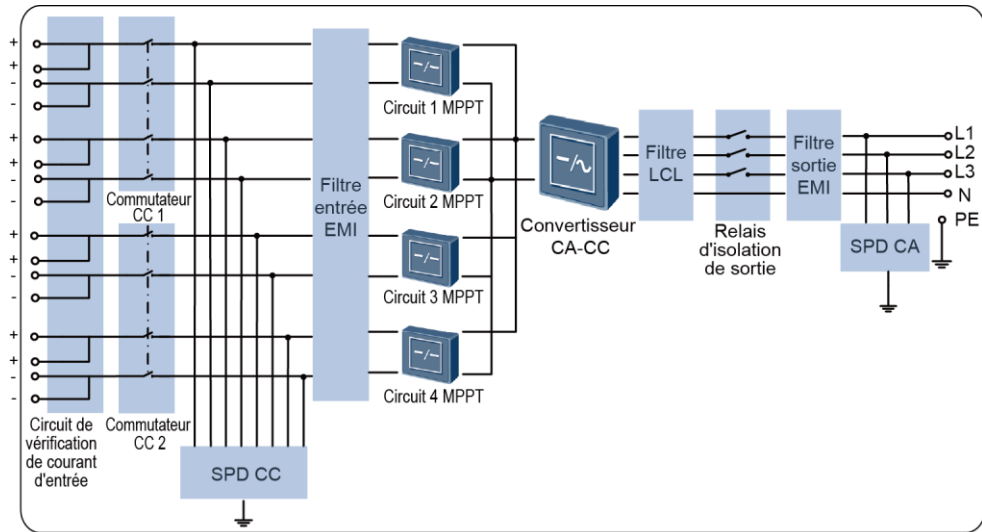 +
+
-
-
+
+
-
-
+
+
-
-
+
+
-
-
Circuit de
vérification
de courant
d'entrée
Commutateur
CC 1
Commutateur
CC 2
SPD CC
Filtre
entrée
EMI
Circuit 1 MPPT
Circuit 2 MPPT
Circuit 3 MPPT
Circuit 4 MPPT
Convertisseur
CA-CC
Filtre
LCL
Relais
d'isolation
de sortie
Filtre
sortie
EMI
L1
L2
L3
N
PE
SPD CA